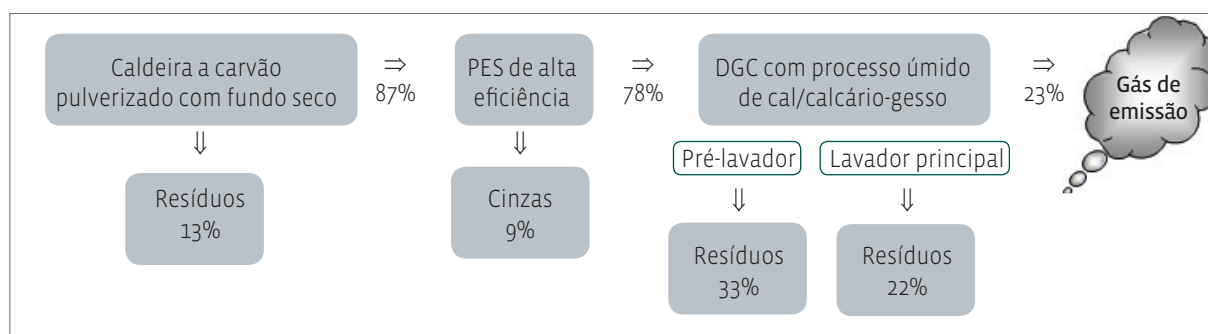 Caldeira a carvão
pulverizado com fundo seco
⇒
87%
PES de alta
eficiência
⇒
78%
DGC com processo úmido
de cal/calcário-gesso
⇒
23%
Gás de
emissão
⇓
⇓
Pré-lavador
Lavador principal
⇓
⇓
Resíduos
13%
Cinzas
9%
Resíduos
33%
Resíduos
22%